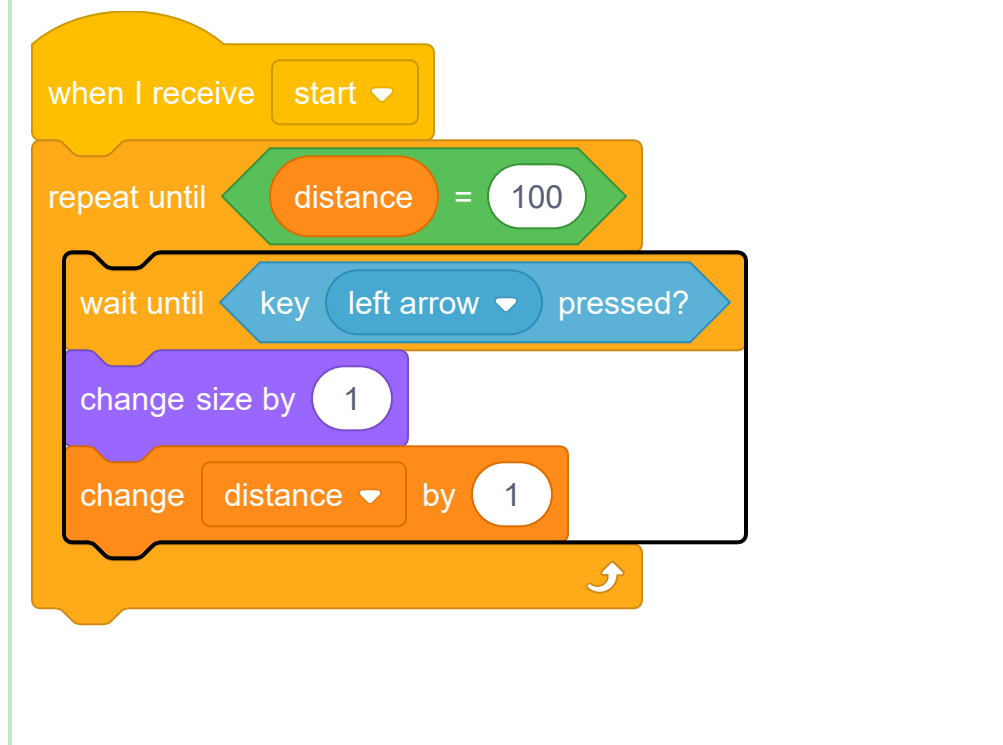 when I receive start
repeat until distance = 100
wait until key left arrow pressed?
change size by 1
change distance by 1